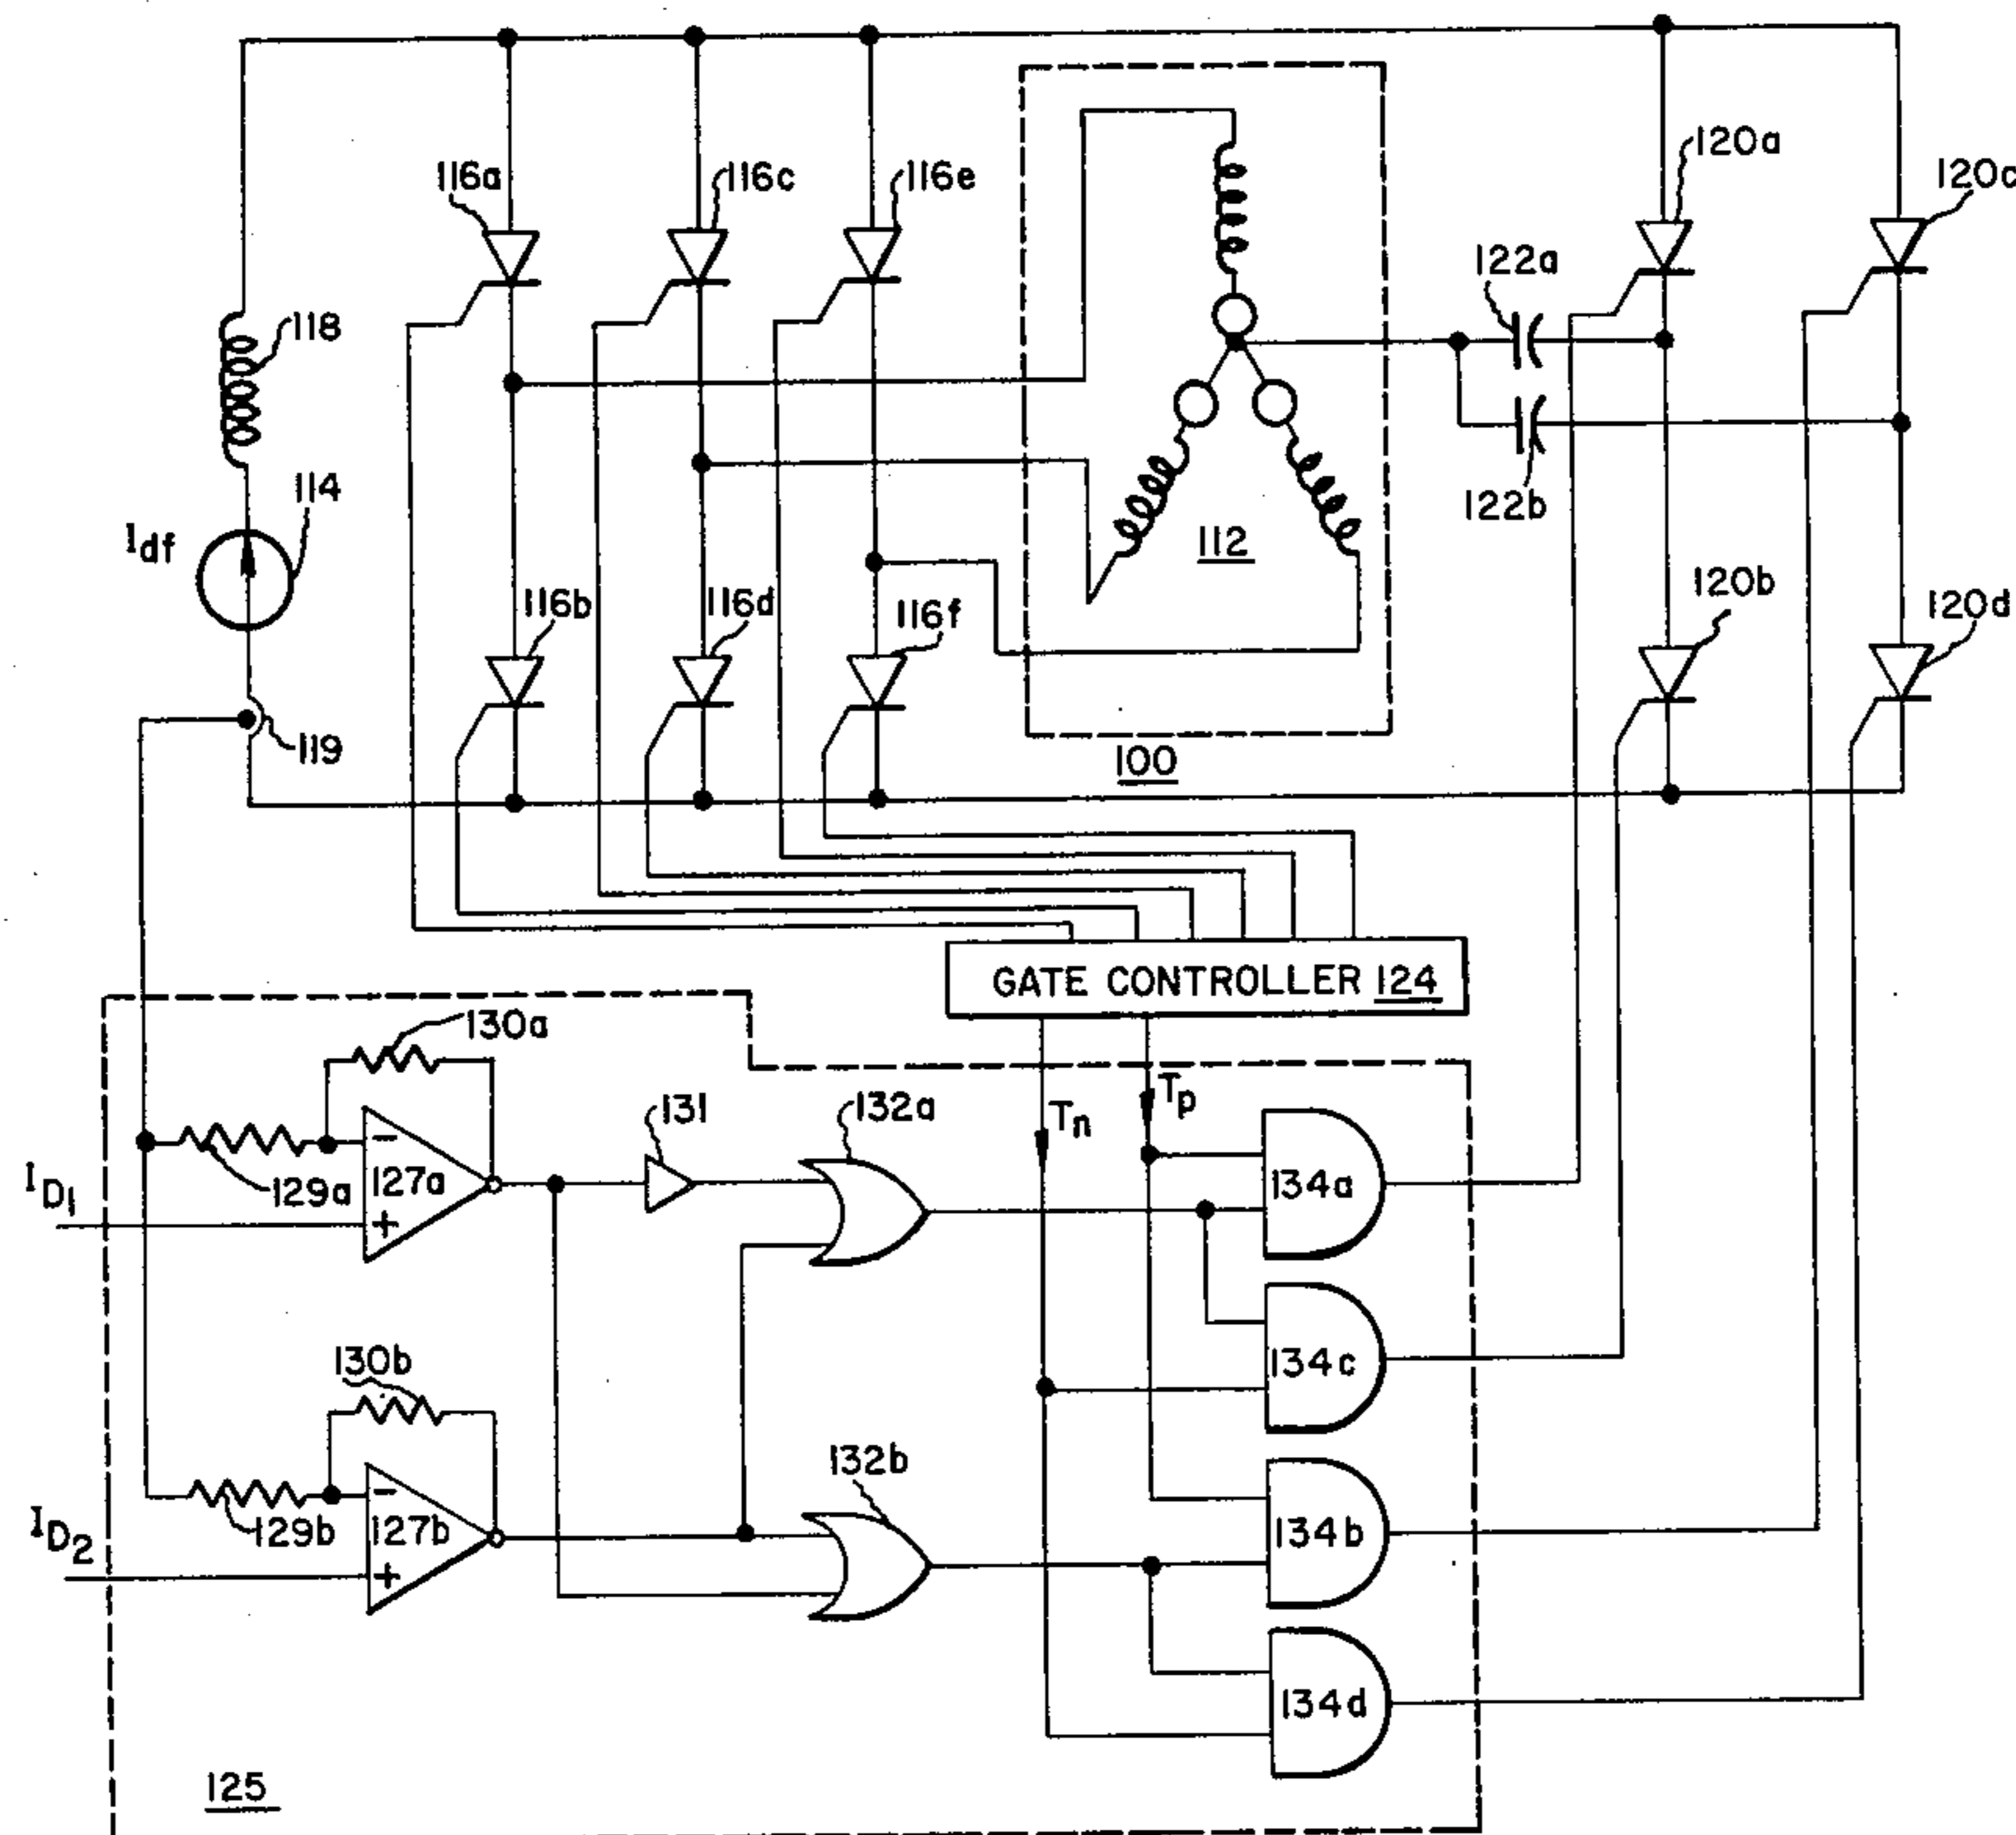 116a
116c
116e
120a
120c
122a
118
114
Idf
122b
112
116b
116d
116f
120b
120d
119
100
GATE CONTROLLER 124
130a
131
132a
Tn
Tp
-
127a
+
129a
ID1
134a
134c
130b
132b
-
127b
+
129b
ID2
134b
134d
125